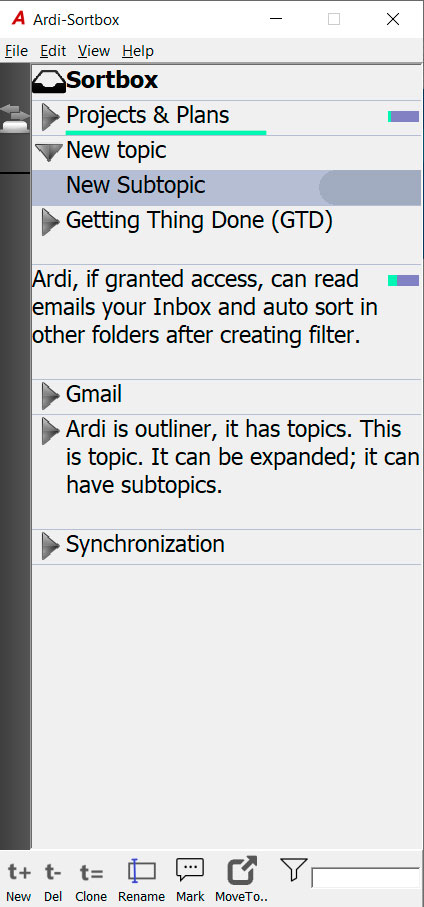 A Ardi-Sortbox
File Edit View Help
Sortbox
Projects & Plans
New topic
New Subtopic
Getting Thing Done (GTD)
Ardi, if granted access, can read
emails your Inbox and auto sort in
other folders after creating filter.
Gmail
Ardi is outliner, it has topics. This
is topic. It can be expanded; it can
have subtopics.
Synchronization
t+ t- t=
New Del Clone Rename Mark MoveTo..